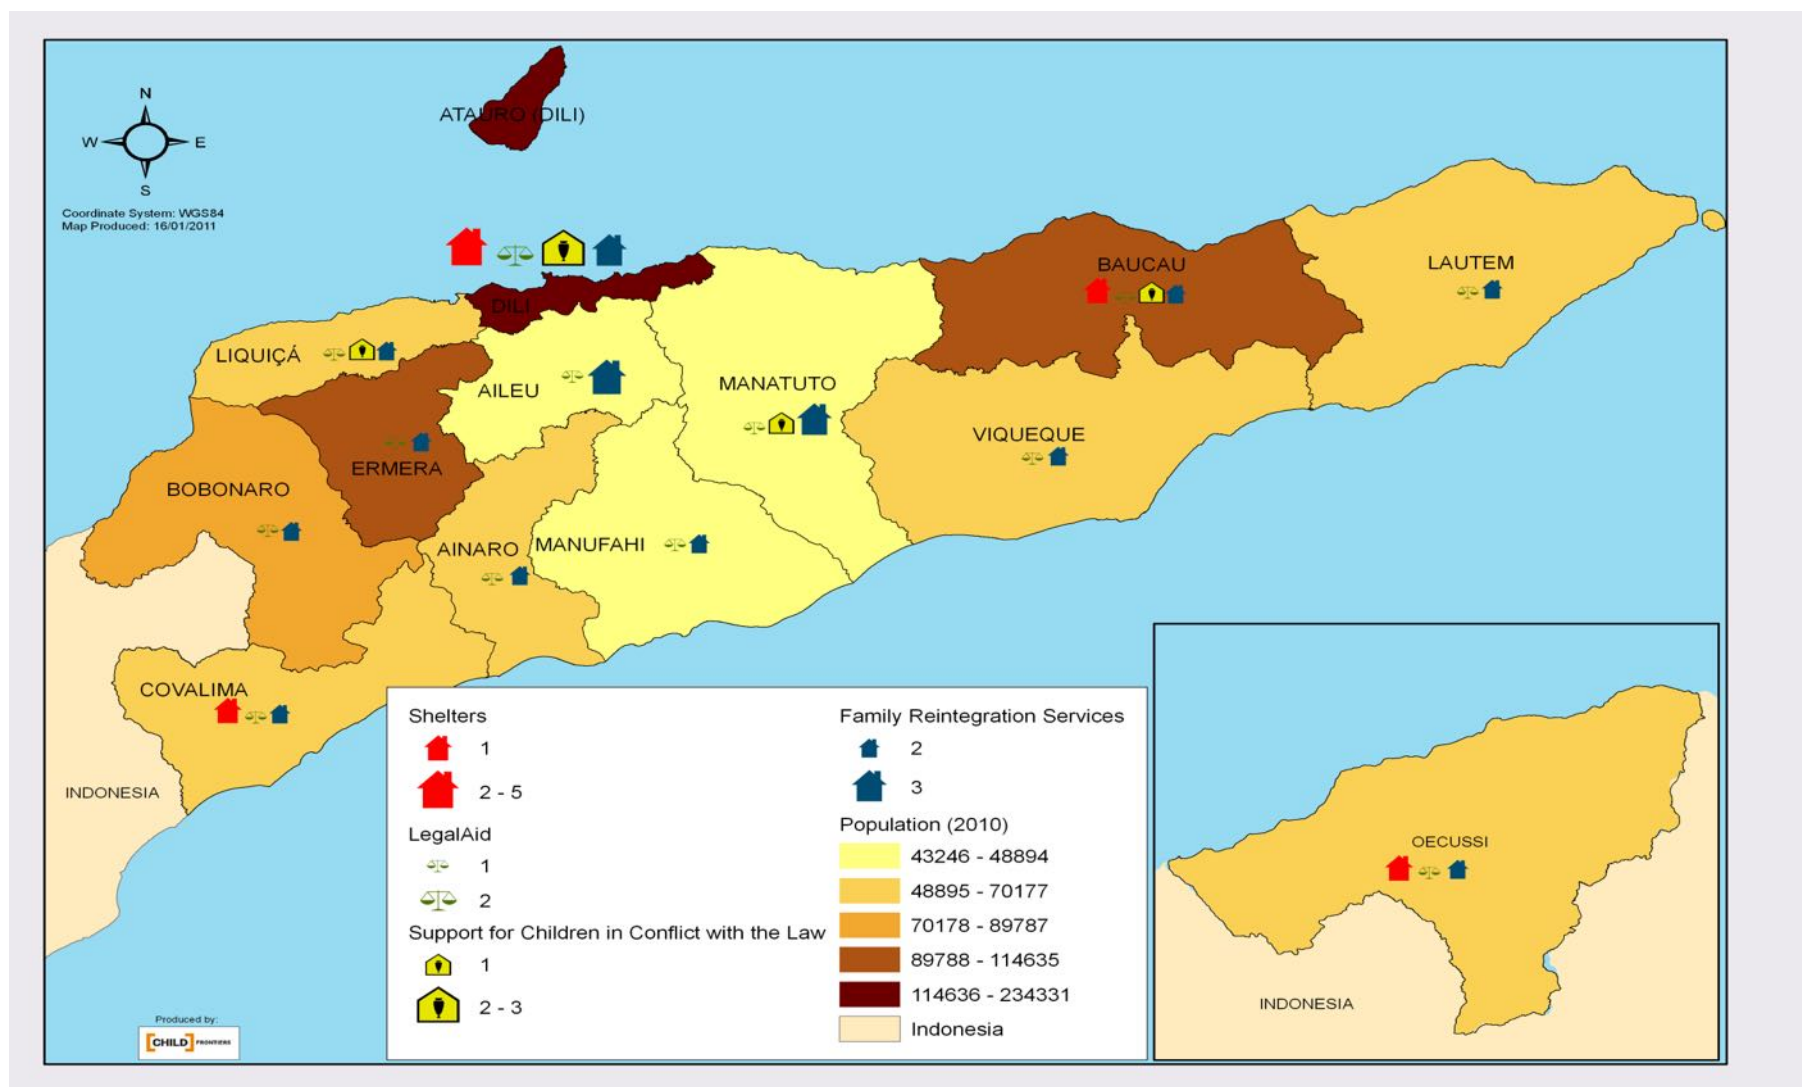 N
W
E
S
Coordinate System: WGS84
Map Produced: 16/01/2011
ATAURO (DILI)
DILI
BAUCAU
LAUTEM
LIQUIÇÁ
AILEU
MANATUTO
VIQUEQUE
ERMERA
BOBONARO
AINARO
MANUFAHI
COVALIMA
INDONESIA
Shelters
1
2 - 5
LegalAid
1
2
Support for Children in Conflict with the Law
1
2 - 3
Family Reintegration Services
2
3
Population (2010)
43246 - 48894
48895 - 70177
70178 - 89787
89788 - 114635
114636 - 234331
Indonesia
OECUSSI
INDONESIA
Produced by:
[CHILD] FRONTIERS